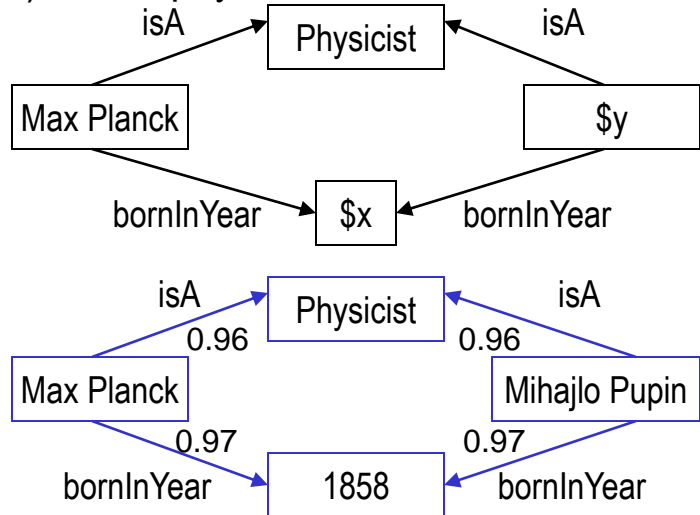 isA Physicist isA
Max Planck $y
bornInYear $x bornInYear
isA Physicist isA
0.96 0.96
Max Planck Mihajlo Pupin
0.97 0.97
bornInYear 1858 bornInYear